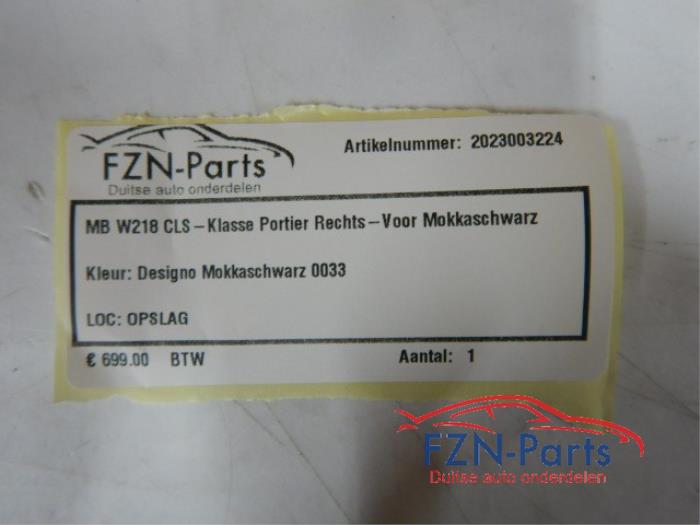 FZN-Parts
Duitse auto onderdelen
Artikelnummer: 2023003224
MB W218 CLS-Klasse Portier Rechts-Voor Mokkaschwarz
Kleur: Designo Mokkaschwarz 0033
LOC: OPSLAG
€ 699.00 BTW Aantal: 1
FZN-Parts
Duitse auto onderdelen